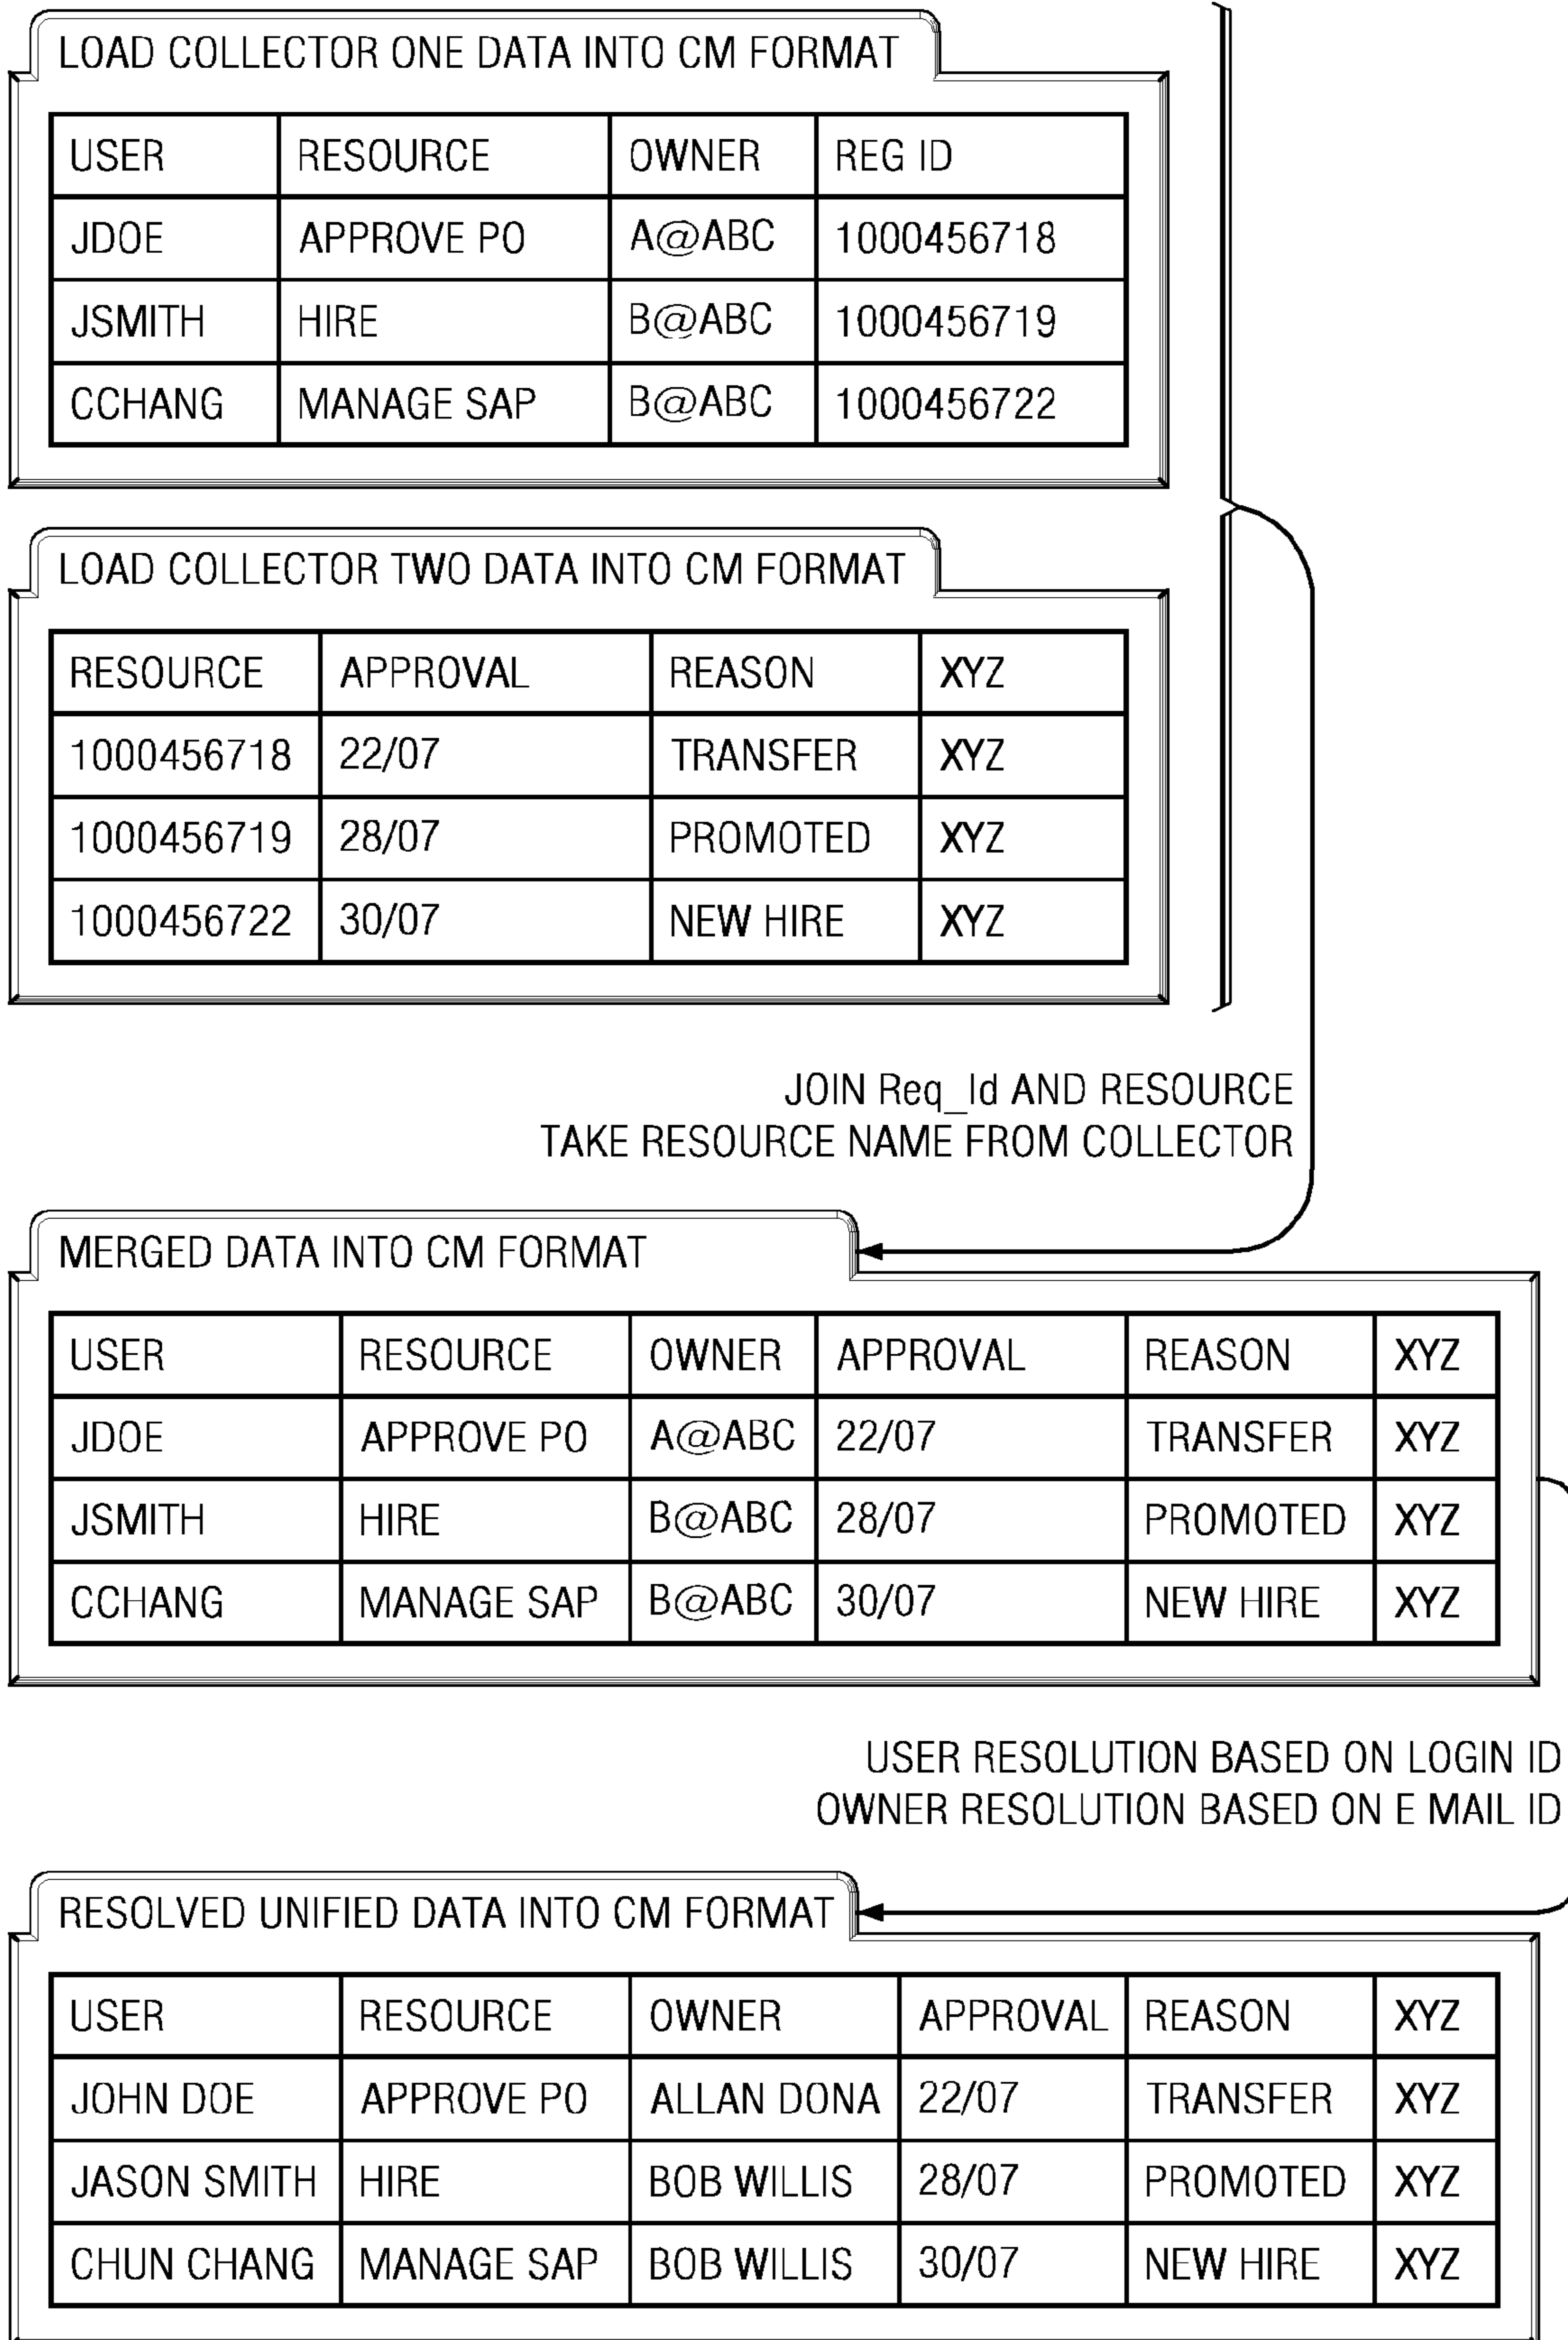 LOAD COLLECTOR ONE DATA INTO CM FORMAT
USER RESOURCE OWNER REG ID
JDOE APPROVE PO A@ABC 1000456718
JSMITH HIRE B@ABC 1000456719
CCHANG MANAGE SAP B@ABC 1000456722
LOAD COLLECTOR TWO DATA INTO CM FORMAT
RESOURCE APPROVAL REASON XYZ
1000456718 22/07 TRANSFER XYZ
1000456719 28/07 PROMOTED XYZ
1000456722 30/07 NEW HIRE XYZ
JOIN Req_Id AND RESOURCE
TAKE RESOURCE NAME FROM COLLECTOR
MERGED DATA INTO CM FORMAT
USER RESOURCE OWNER APPROVAL REASON XYZ
JDOE APPROVE PO A@ABC 22/07 TRANSFER XYZ
JSMITH HIRE B@ABC 28/07 PROMOTED XYZ
CCHANG MANAGE SAP B@ABC 30/07 NEW HIRE XYZ
USER RESOLUTION BASED ON LOGIN ID
OWNER RESOLUTION BASED ON E MAIL ID
RESOLVED UNIFIED DATA INTO CM FORMAT
USER RESOURCE OWNER APPROVAL REASON XYZ
JOHN DOE APPROVE PO ALLAN DONA 22/07 TRANSFER XYZ
JASON SMITH HIRE BOB WILLIS 28/07 PROMOTED XYZ
CHUN CHANG MANAGE SAP BOB WILLIS 30/07 NEW HIRE XYZ